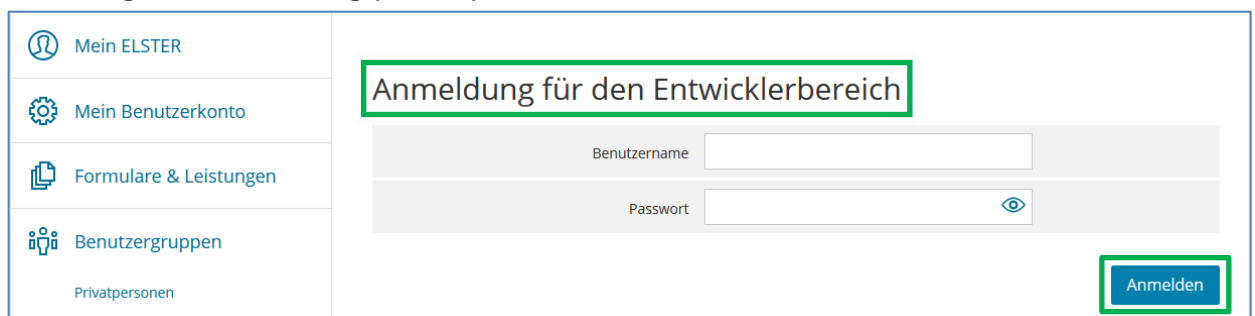 Mein ELSTER
Mein Benutzerkonto
Formulare & Leistungen
Benutzergruppen
Privatpersonen
Anmeldung für den Entwicklerbereich
Benutzername
Passwort
Anmelden